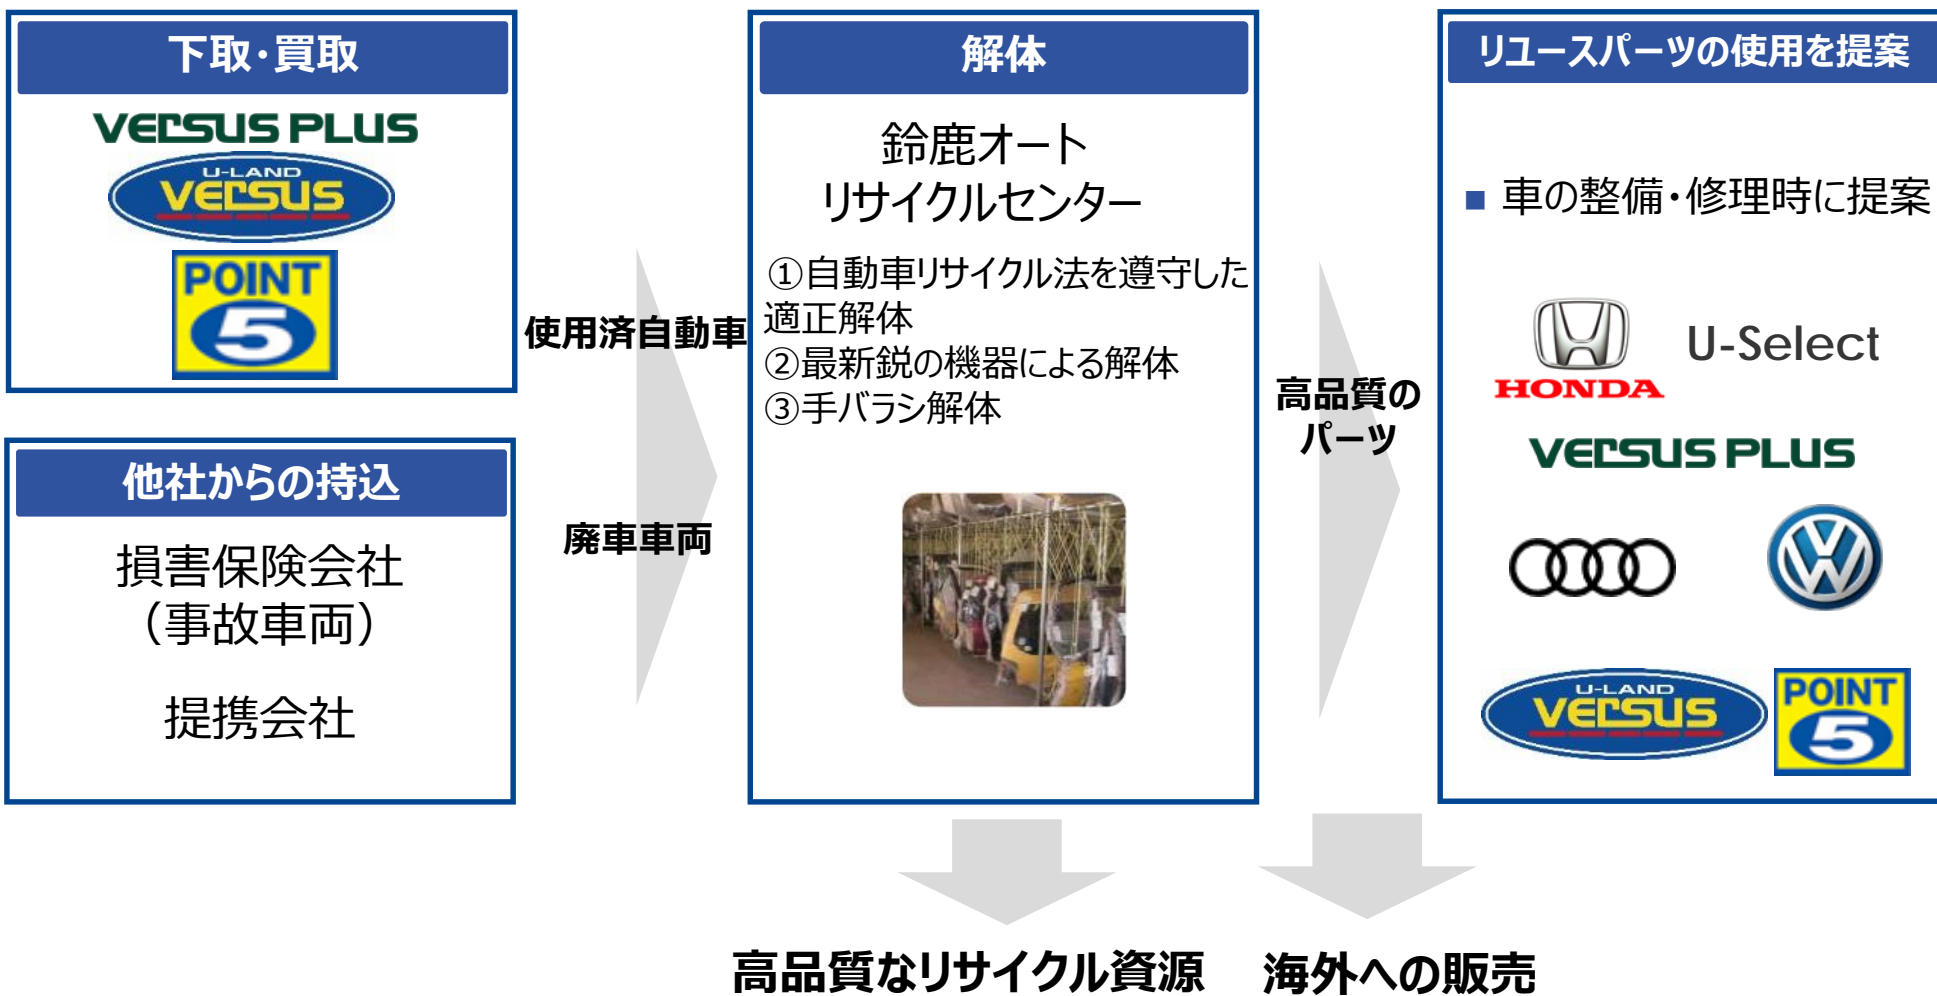 下取・買取
VERSUS PLUS
U-LAND
VERSUS
POINT
5
他社からの持込
損害保険会社
（事故車両）
提携会社
使用済自動車
廃車車両
解体
鈴鹿オート
リサイクルセンター
①自動車リサイクル法を遵守した
適正解体
②最新鋭の機器による解体
③手バラシ解体
高品質の
パーツ
リユースパーツの使用を提案
■ 車の整備・修理時に提案
HONDA
U-Select
VERSUS PLUS
U-LAND
VERSUS
POINT
5
高品質なリサイクル資源
海外への販売